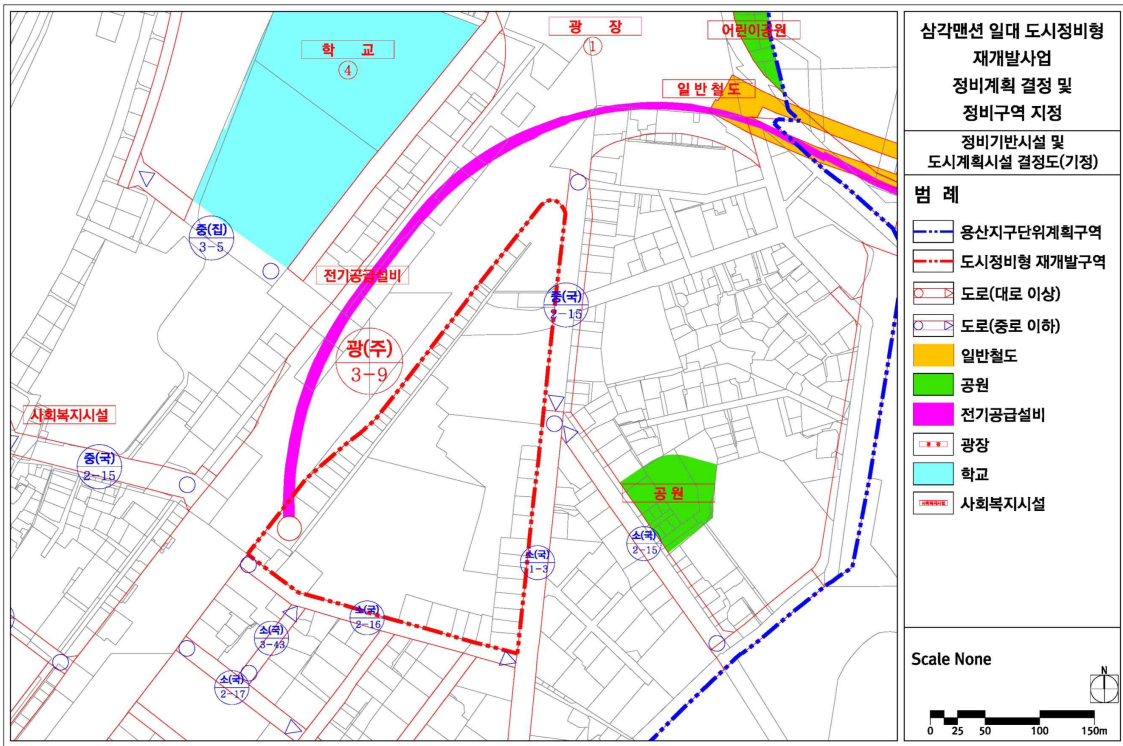 삼각맨션 일대 도시정비형
재개발사업
정비계획 결정 및
정비구역 지정
정비기반시설 및
도시계획시설 결정도(기정)
범 례
용산지구단위계획구역
도시정비형 재개발구역
도로(대로 이상)
도로(중로 이하)
일반철도
공원
전기공급설비
광장
학교
사회복지시설
사회복지시설
Scale None
N
0 25 50 100 150m
학 교
4
광 장
1
어린이공원
일반철도
중(집)
3-5
전기공급설비
중(국)
2-15
광(주)
3-9
사회복지시설
중(국)
2-15
공원
소(국)
2-15
소(국)
1-3
소(국)
2-16
소(국)
3-43
소(국)
2-17